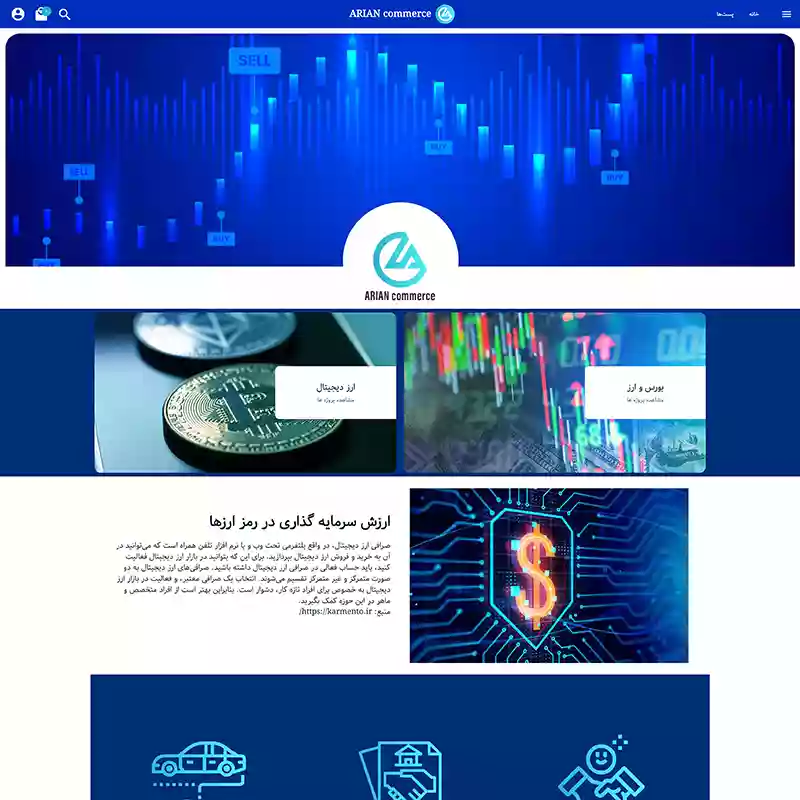 خانه
پست‌ها
ARIAN commerce
SELL
BUY
SELL
BUY
BUY
BUY
ARIAN commerce
بورس و ارز
مشاهده پروژه ها
ارز دیجیتال
مشاهده پروژه ها
ارزش سرمایه گذاری در رمز ارزها
صرافی ارز دیجیتال، در واقع پلتفرمی تحت وب و یا نرم افزار تلفن همراه است که می‌توانید در
آن به خرید و فروش ارز دیجیتال بپردازید. برای این که بتوانید در بازار ارز دیجیتال فعالیت
کنید، باید حساب فعالی در صرافی ارز دیجیتال داشته باشید. صرافی‌های ارز دیجیتال به دو
صورت متمرکز و غیر متمرکز تقسیم می‌شوند. انتخاب یک صرافی معتبر، و فعالیت در بازار ارز
دیجیتال به خصوص برای افراد تازه کار، دشوار است. بنابراین بهتر است از افراد متخصص و
ماهر در این حوزه کمک بگیرید.
منبع: https://karmento.ir/